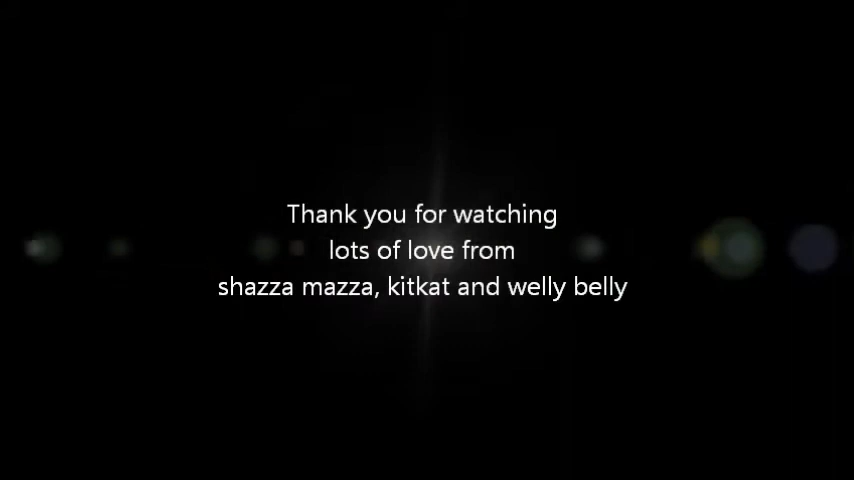 Thank you for watching
lots of love from
shazza mazza, kitkat and welly belly